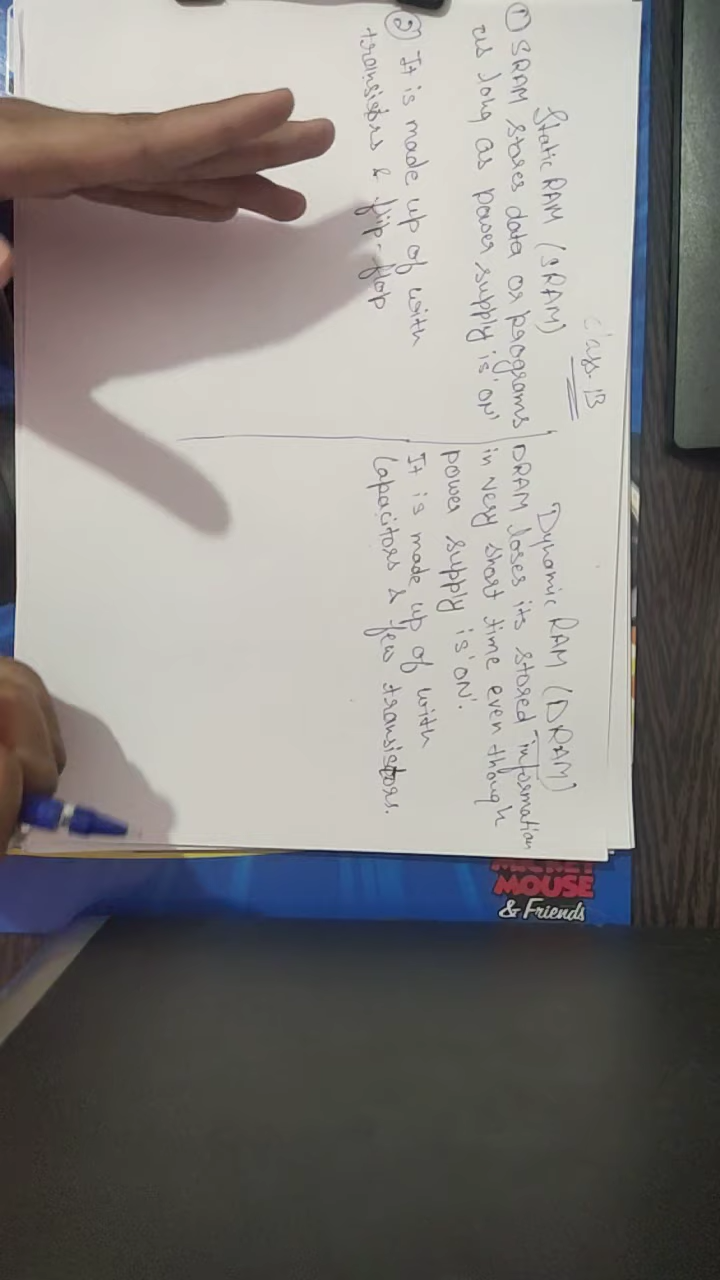 Class-13
Static RAM (SRAM)
① SRAM stores data or programs
as long as power supply is 'ON'
② It is made up of with
transistors & flip-flop
Dynamic RAM (DRAM)
DRAM loses its stored information
in very short time even though
power supply is 'ON'.
It is made up of with
Capacitors & few transistors.
MICKEY
MOUSE
& Friends